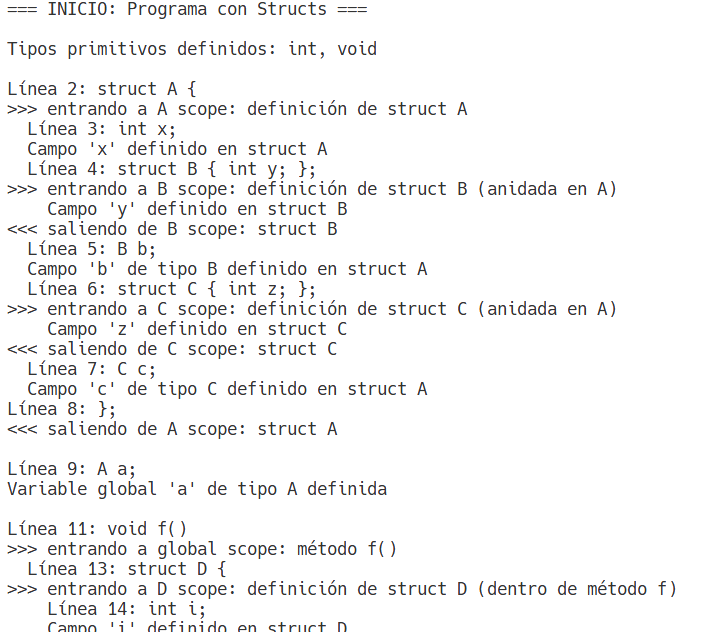 === INICIO: Programa con Structs ===
Tipos primitivos definidos: int, void
Línea 2: struct A {
>>> entrando a A scope: definición de struct A
Línea 3: int x;
Campo 'x' definido en struct A
Línea 4: struct B { int y; };
>>> entrando a B scope: definición de struct B (anidada en A)
Campo 'y' definido en struct B
<<< saliendo de B scope: struct B
Línea 5: B b;
Campo 'b' de tipo B definido en struct A
Línea 6: struct C { int z; };
>>> entrando a C scope: definición de struct C (anidada en A)
Campo 'z' definido en struct C
<<< saliendo de C scope: struct C
Línea 7: C c;
Campo 'c' de tipo C definido en struct A
Línea 8: };
<<< saliendo de A scope: struct A
Línea 9: A a;
Variable global 'a' de tipo A definida
Línea 11: void f()
>>> entrando a global scope: método f()
Línea 13: struct D {
>>> entrando a D scope: definición de struct D (dentro de método f)
Línea 14: int i;
Campo 'i' definido en struct D